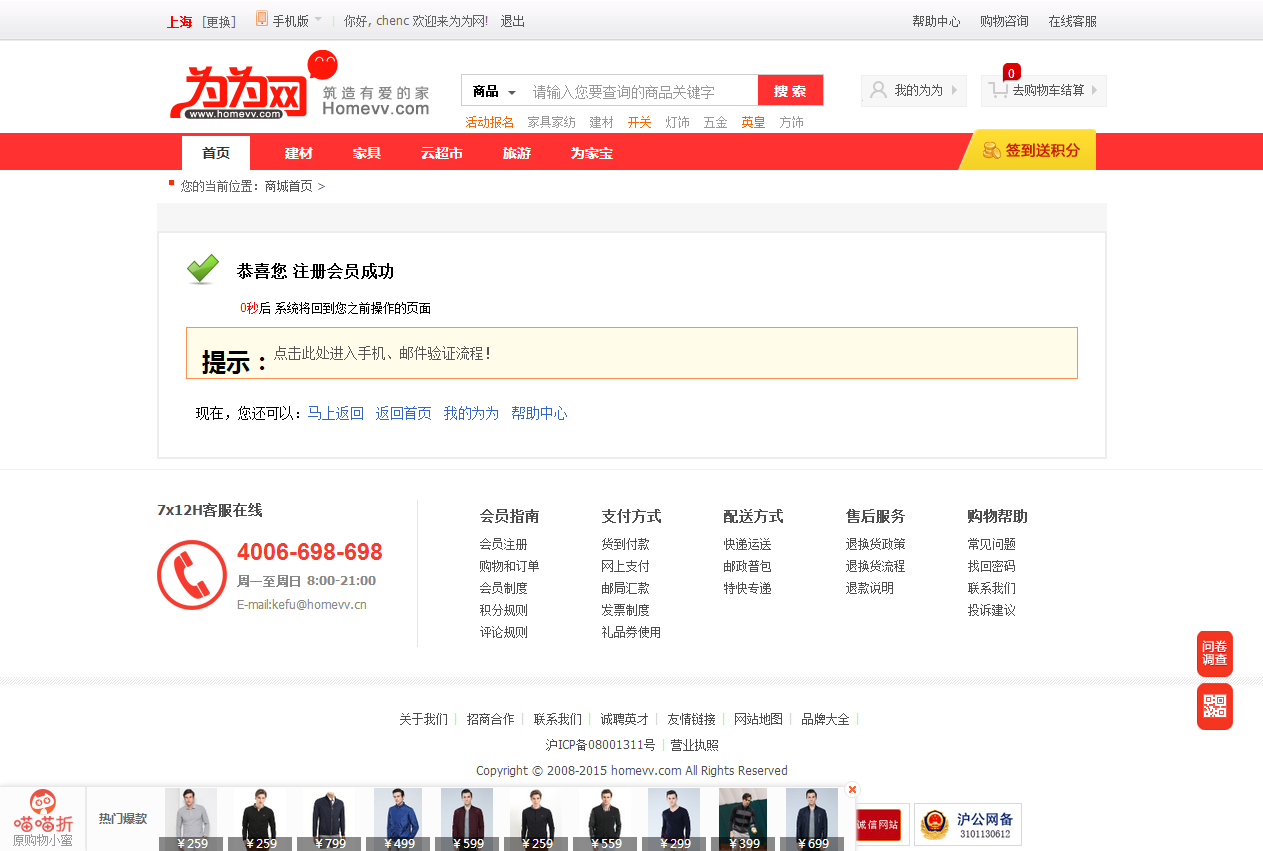 上海 [更换] 手机版 你好, chenc 欢迎来为为网! 退出 帮助中心 购物咨询 在线客服
为为网 筑造有爱的家
www.homevv.com Homevv.com
商品 请输入您要查询的商品关键字 搜 索 我的为为 0 去购物车结算
活动报名 家具家纺 建材 开关 灯饰 五金 英皇 方饰
首页 建材 家具 云超市 旅游 为家宝 签到送积分
您的当前位置：商城首页 >
恭喜您 注册会员成功
0秒后 系统将回到您之前操作的页面
提示： 点击此处进入手机、邮件验证流程！
现在，您还可以：马上返回 返回首页 我的为为 帮助中心
7x12H客服在线
4006-698-698
周一至周日 8:00-21:00
E-mail:kefu@homevv.cn
会员指南
会员注册
购物和订单
会员制度
积分规则
评论规则
支付方式
货到付款
网上支付
邮局汇款
发票制度
礼品券使用
配送方式
快递运送
邮政普包
特快专递
售后服务
退换货政策
退换货流程
退款说明
购物帮助
常见问题
找回密码
联系我们
投诉建议
问卷
调查
关于我们 招商合作 联系我们 诚聘英才 友情链接 网站地图 品牌大全
沪ICP备08001311号 营业执照
Copyright © 2008-2015 homevv.com All Rights Reserved
喵喵折
原购物小蜜
热门爆款
¥259 ¥259 ¥799 ¥499 ¥599 ¥259 ¥559 ¥299 ¥399 ¥699
诚信网站
沪公网备
3101130612